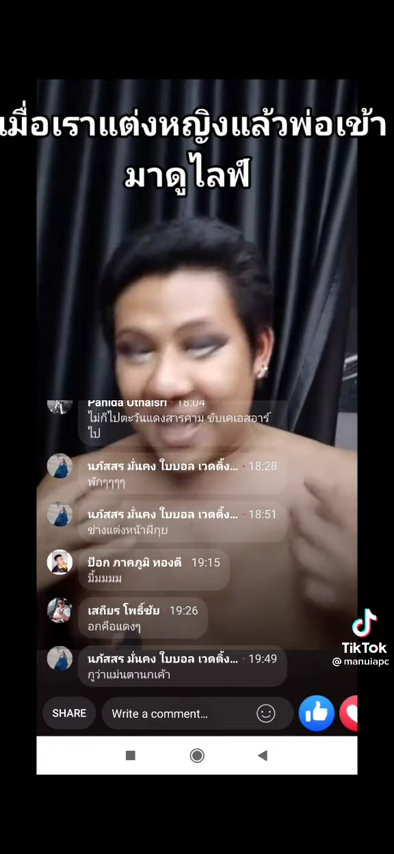 เมื่อเราแต่งหญิงแล้วพ่อเข้า
มาดูไลฟ์
Panida Uthaisri 18:04
ไม่กิไปตะวันแดงสารคาม ขับเคเอสอาร์
ไป
นภัสสร มั่นคง ใบบอล เวดดิ้ง... · 18:28
พักๆๆๆๆ
นภัสสร มั่นคง ใบบอล เวดดิ้ง... · 18:51
ช่างแต่งหน้าผีกุย
ป๊อก ภาคภูมิ ทองดี 19:15
มิ้มมมม
เสถียร โพธิ์ชัย 19:26
อกคือแดงๆ
นภัสสร มั่นคง ใบบอล เวดดิ้ง... · 19:49
กูว่าแม่นตานกเค้า
SHARE
Write a comment...
TikTok
@manuiapc